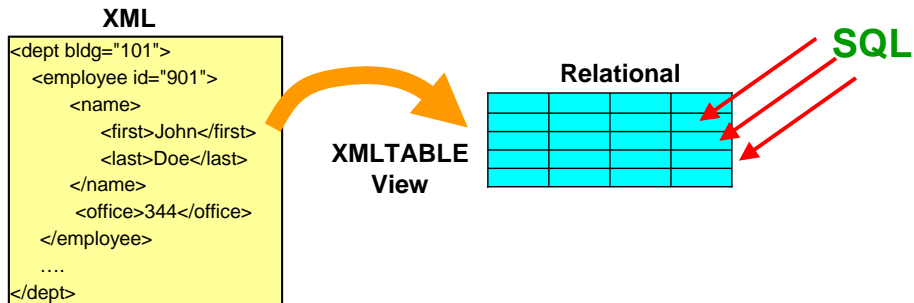 XML
<dept bldg="101">
<employee id="901">
<name>
<first>John</first>
<last>Doe</last>
</name>
<office>344</office>
</employee>
....
</dept>
XMLTABLE
View
Relational
SQL